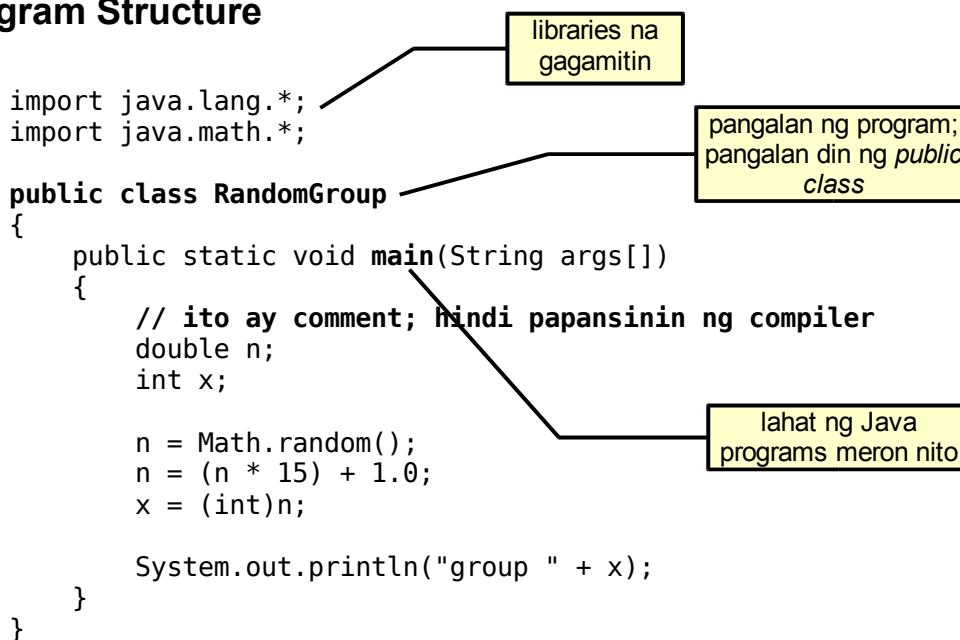 gram Structure
libraries na
gagamitin
import java.lang.*;
import java.math.*;
pangalan ng program;
pangalan din ng public
class
public class RandomGroup
{
public static void main(String args[])
{
// ito ay comment; hindi papansinin ng compiler
double n;
int x;
lahat ng Java
programs meron nito
n = Math.random();
n = (n * 15) + 1.0;
x = (int)n;
System.out.println("group " + x);
}
}